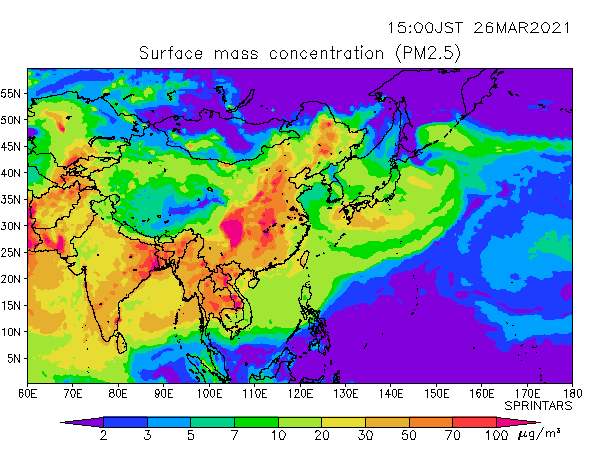 15:00JST 26MAR2021
Surface mass concentration (PM2.5)
55N
50N
45N
40N
35N
30N
25N
20N
15N
10N
5N
60E 70E 80E 90E 100E 110E 120E 130E 140E 150E 160E 170E 180
SPRINTARS
2 3 5 7 10 20 30 50 70 100 μg/m³